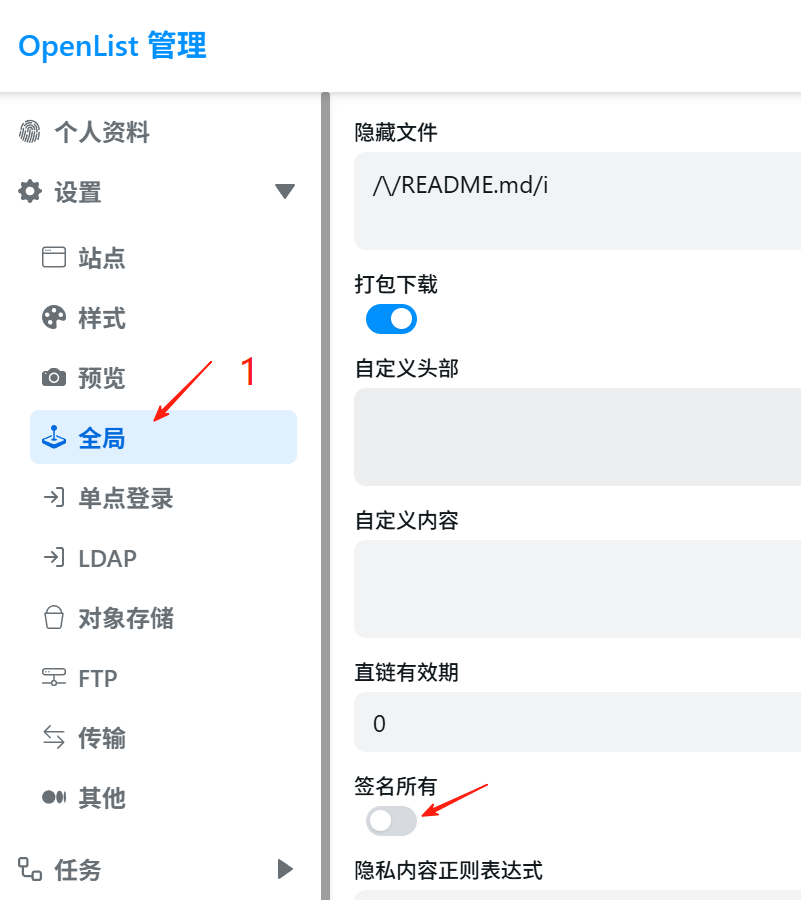 OpenList 管理
个人资料
设置
站点
样式
预览
1
全局
单点登录
LDAP
对象存储
FTP
传输
其他
任务
隐藏文件
/\/README.md/i
打包下载
自定义头部
自定义内容
直链有效期
0
签名所有
隐私内容正则表达式